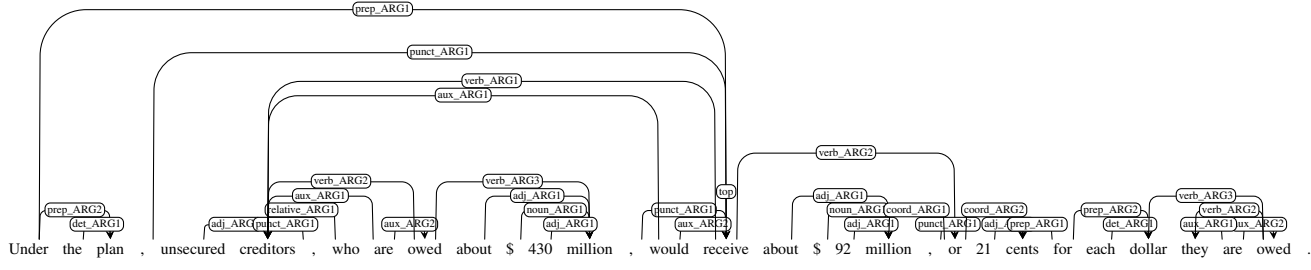 prep_ARG1
punct_ARG1
verb_ARG1
aux_ARG1
verb_ARG2
verb_ARG2 verb_ARG3 top
aux_ARG1 adj_ARG1 adj_ARG1 verb_ARG3
prep_ARG2 relative_ARG1 noun_ARG1 punct_ARG1 noun_ARG1 coord_ARG1 coord_ARG2 prep_ARG2 verb_ARG2
det_ARG1 punct_ARG1 aux_ARG2 adj_ARG1 aux_ARG2 adj_ARG1 punct_ARG1 prep_ARG1 det_ARG1 aux_ARG1
Under the plan , unsecured creditors , who are owed about $ 430 million , would receive about $ 92 million , or 21 cents for each dollar they are owed .